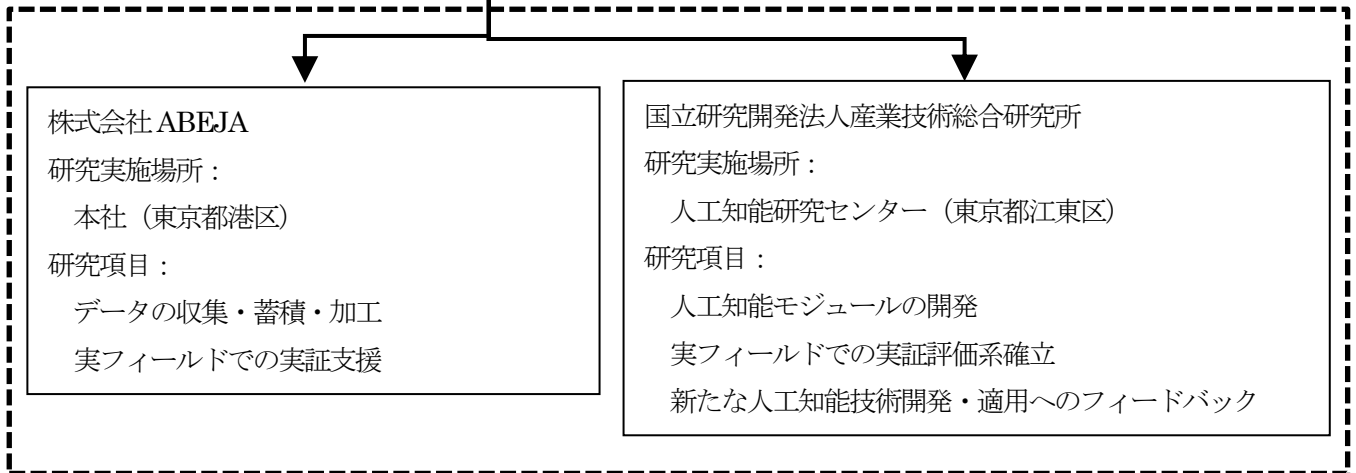 株式会社 ABEJA
研究実施場所:
本社（東京都港区）
研究項目:
データの収集・蓄積・加工
実フィールドでの実証支援
国立研究開発法人産業技術総合研究所
研究実施場所:
人工知能研究センター（東京都江東区）
研究項目:
人工知能モジュールの開発
実フィールドでの実証評価系確立
新たな人工知能技術開発・適用へのフィードバック